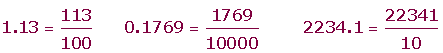 1.13 = 113/100 0.1769 = 1769/10000 2234.1 = 22341/10